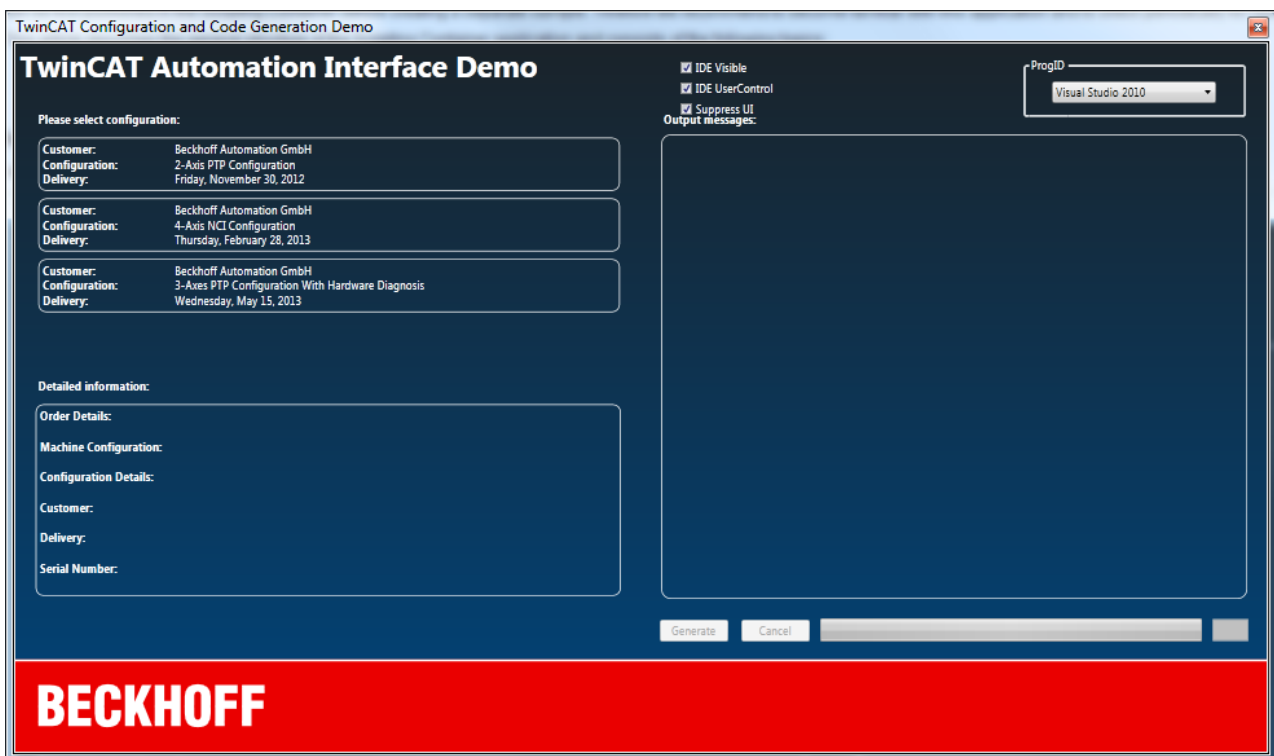 TwinCAT Configuration and Code Generation Demo
TwinCAT Automation Interface Demo
IDE Visible
IDE UserControl
Suppress UI
ProgID
Visual Studio 2010
Please select configuration:
Customer: Beckhoff Automation GmbH
Configuration: 2-Axis PTP Configuration
Delivery: Friday, November 30, 2012
Customer: Beckhoff Automation GmbH
Configuration: 4-Axis NCI Configuration
Delivery: Thursday, February 28, 2013
Customer: Beckhoff Automation GmbH
Configuration: 3-Axes PTP Configuration With Hardware Diagnosis
Delivery: Wednesday, May 15, 2013
Detailed information:
Order Details:
Machine Configuration:
Configuration Details:
Customer:
Delivery:
Serial Number:
Output messages:
Generate
Cancel
BECKHOFF